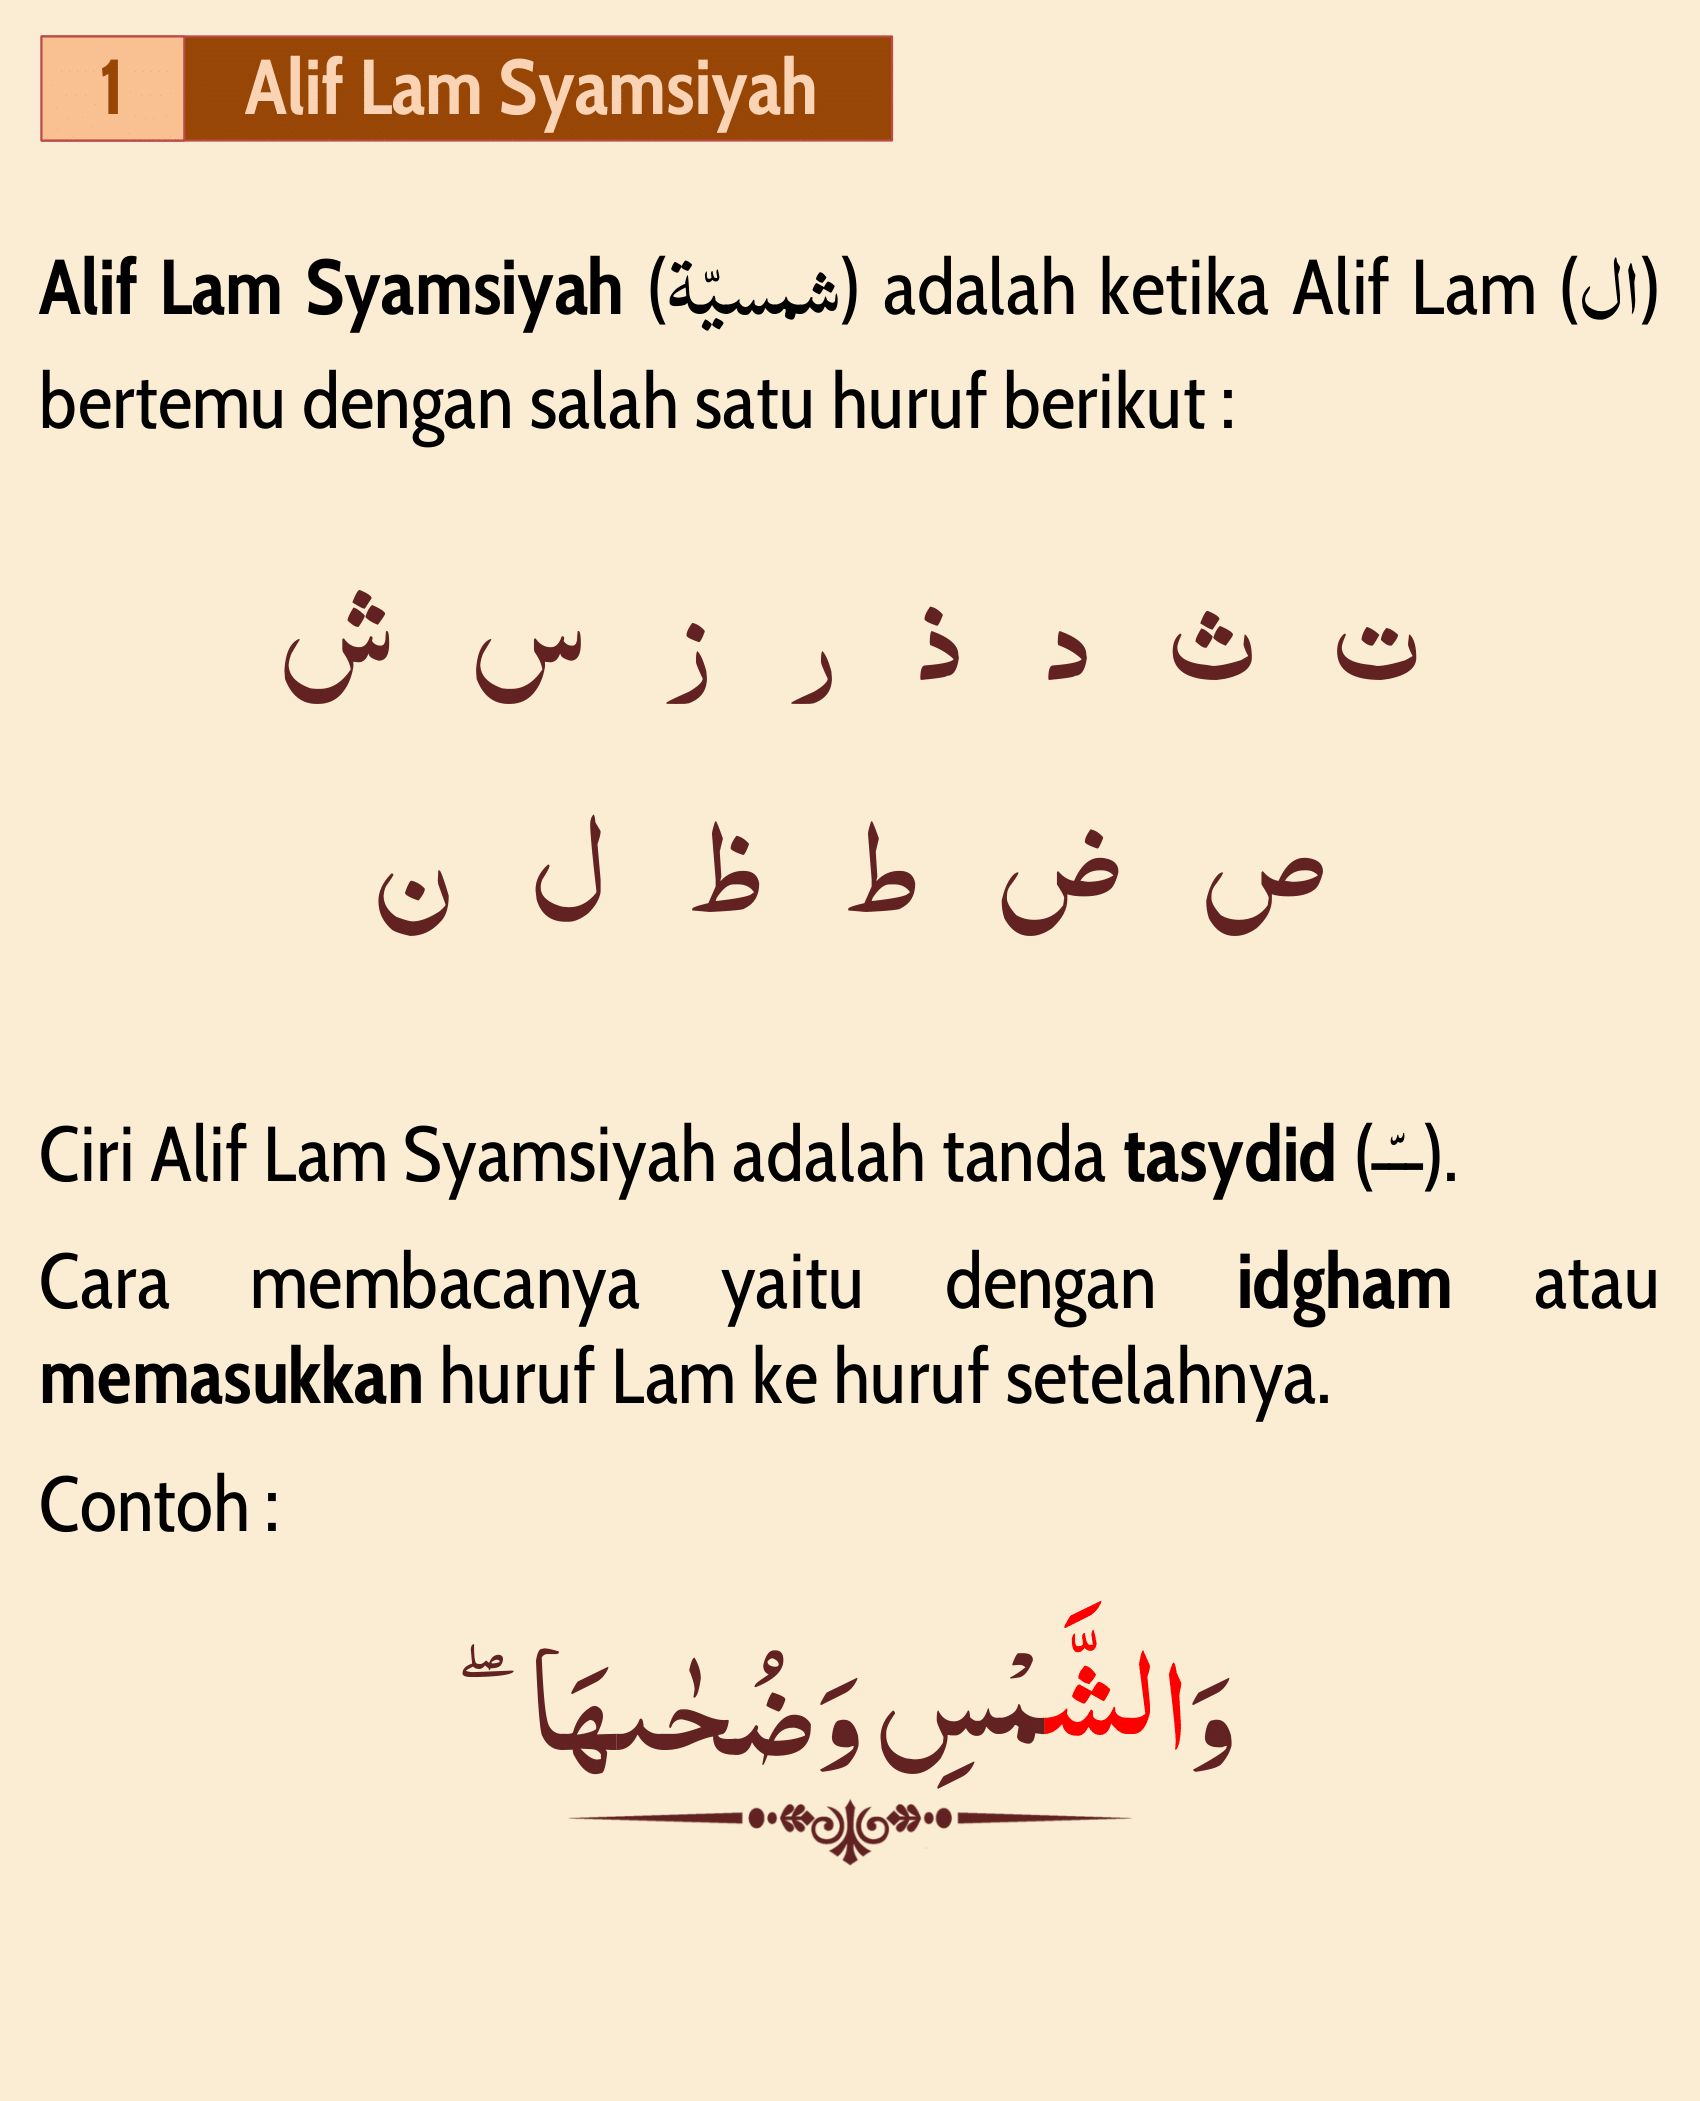 1 Alif Lam Syamsiyah
Alif Lam Syamsiyah (شمسيّة) adalah ketika Alif Lam (ال)
bertemu dengan salah satu huruf berikut :
ت ث د ذ ر ز س ش
ص ض ط ظ ل ن
Ciri Alif Lam Syamsiyah adalah tanda tasydid (ــّـ).
Cara membacanya yaitu dengan idgham atau
memasukkan huruf Lam ke huruf setelahnya.
Contoh :
وَالشَّمْسِ وَضُحٰىهَا ۖ